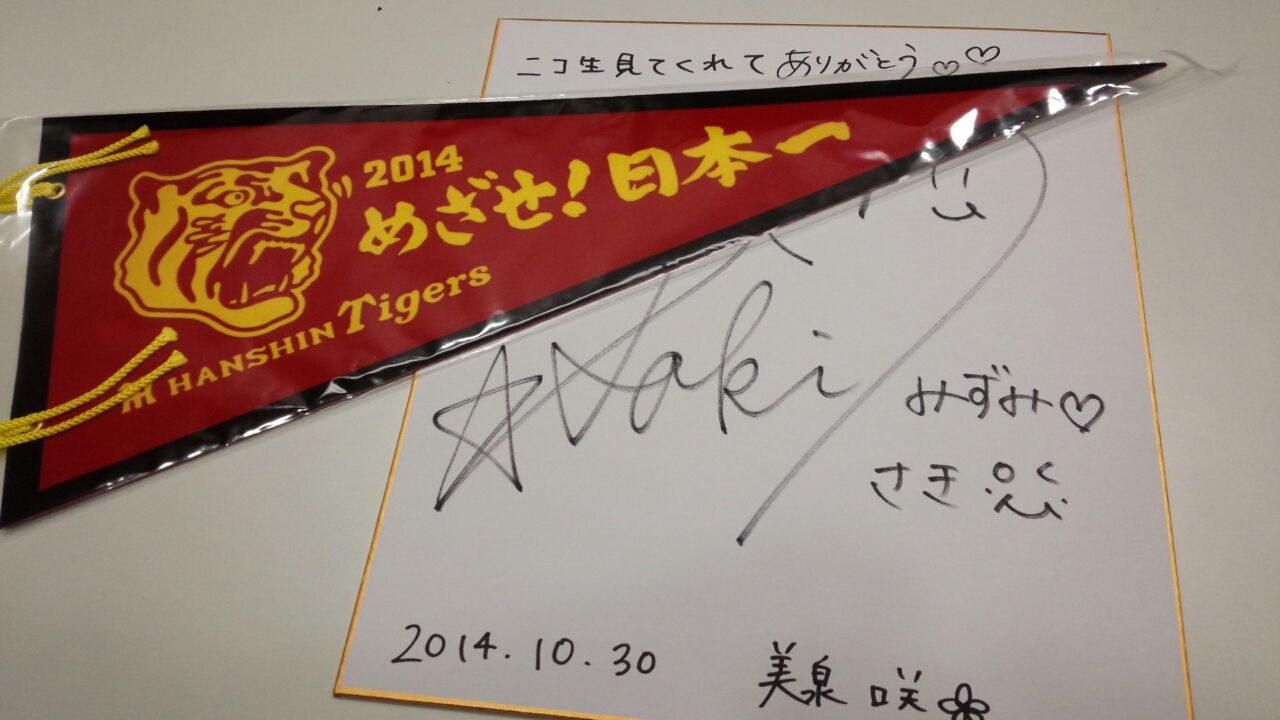 ニコ生見てくれてありがとう♡♡
2014
めざせ!日本一
HANSHIN Tigers
☆ Saki
みずみ♡
さき
2014.10.30
美泉 咲